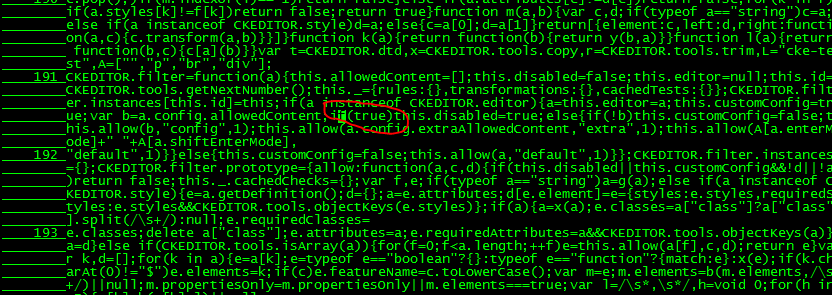 if(a.styles[k]!=f[k])return false;return true}function m(a,b){var c,d;if(typeof a=="string")c=a;
else if(a instanceof CKEDITOR.style)d=a;else{c=a[0];d=a[1]}return[{element:c,left:d,right:function
on(a,c){c.transform(a,b)}}]}function k(a){return function(b){return y(b,a)}}function l(a){return
function(b,c){c[a](b)}}var t=CKEDITOR.dtd,x=CKEDITOR.tools.copy,r=CKEDITOR.tools.trim,L="cke-te
st",A=["","p","br","div"];
191 CKEDITOR.filter=function(a){this.allowedContent=[];this.disabled=false;this.editor=null;this.id=
CKEDITOR.tools.getNextNumber();this._={rules:{},transformations:{},cachedTests:{}};CKEDITOR.filt
er.instances[this.id]=this;if(a instanceof CKEDITOR.editor){a=this.editor=a;this.customConfig=tr
ue;var b=a.config.allowedContent;if(true)this.disabled=true;else{if(!b)this.customConfig=false;t
his.allow(b,"config",1);this.allow(a.config.extraAllowedContent,"extra",1);this.allow(A[a.enterM
ode]+" "+A[a.shiftEnterMode],
192 "default",1)}}else{this.customConfig=false;this.allow(a,"default",1)}};CKEDITOR.filter.instances
={};CKEDITOR.filter.prototype={allow:function(a,c,d){if(this.disabled||this.customConfig&&!d||!a
)return false;this._.cachedChecks={};var f,e;if(typeof a=="string")a=g(a);else if(a instanceof C
KEDITOR.style){e=a.getDefinition();d={};a=e.attributes;d[e.element]=e={styles:e.styles,requiredS
tyles:e.styles&&CKEDITOR.tools.objectKeys(e.styles)};if(a){a=x(a);e.classes=a["class"]?a["class"
].split(/\s+/):null;e.requiredClasses=
193 e.classes;delete a["class"];e.attributes=a;e.requiredAttributes=a&&CKEDITOR.tools.objectKeys(a)}
a=d}else if(CKEDITOR.tools.isArray(a)){for(f=0;f<a.length;++f)e=this.allow(a[f],c,d);return e}va
r k,d=[];for(k in a){e=a[k];e=typeof e=="boolean"?{}:typeof e=="function"?{match:e}:x(e);if(k.ch
arAt(0)!="$")e.elements=k;if(c)e.featureName=c.toLowerCase();var m=e;m.elements=b(m.elements,/\s
+/)||null;m.propertiesOnly=m.propertiesOnly||m.elements===true;var l=/\s*,\s*/,h=void 0;for(h in